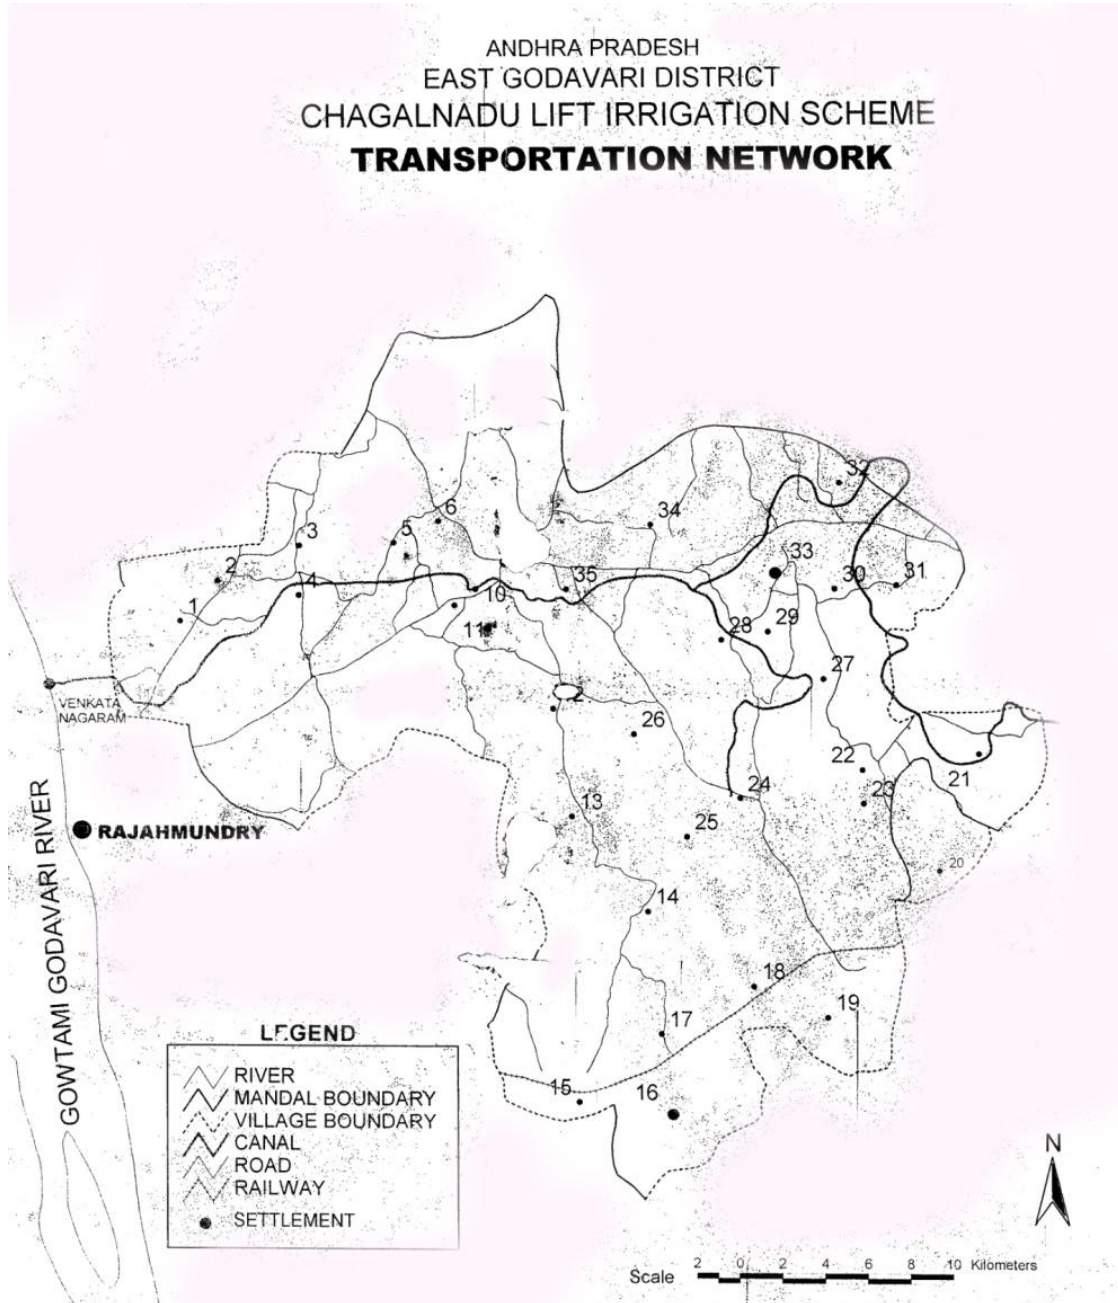 ANDHRA PRADESH
EAST GODAVARI DISTRICT
CHAGALNADU LIFT IRRIGATION SCHEME
TRANSPORTATION NETWORK
32
34
6
3
5
33
2
4
35
30
31
1
10
11
28
29
27
VENKATA
NAGARAM
2
26
22
21
24
23
13
25
RAJAHMUNDRY
20
14
GOWTAMI GODAVARI RIVER
18
19
17
15
16
LEGEND
RIVER
MANDAL BOUNDARY
VILLAGE BOUNDARY
CANAL
ROAD
RAILWAY
SETTLEMENT
N
Scale
2 0 2 4 6 8 10 Kilometers